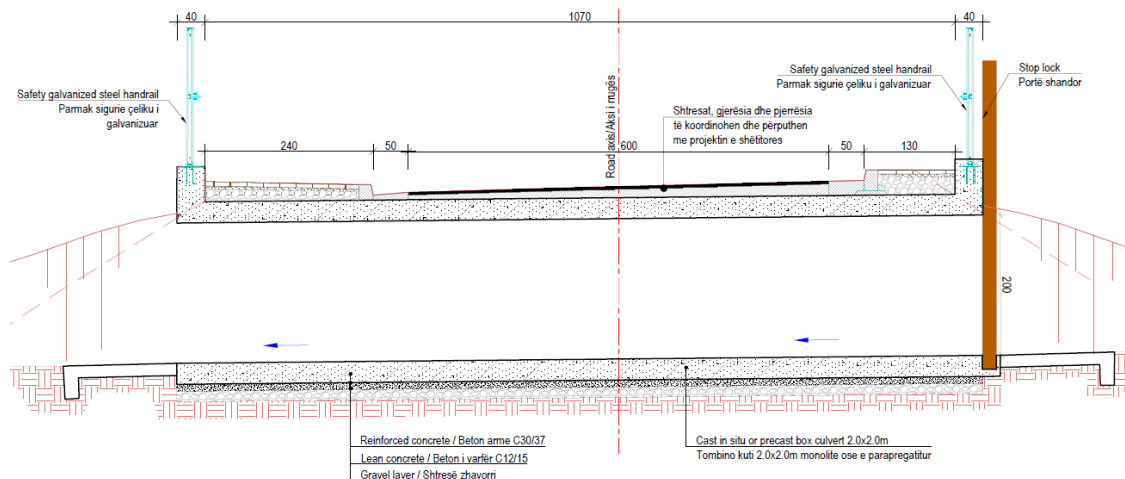 40
1070
40
Safety galvanized steel handrail
Parmak sigurie çeliku i
galvanizuar
Road axis/Aksi i rrugës
Shtresat, gjerësia dhe pjerrësia
të koordinohen dhe përputhen
me projektin e shëtitores
Safety galvanized steel handrail
Parmak sigurie çeliku i
galvanizuar
Stop lock
Portë shandor
240
50
600
50
130
200
Reinforced concrete / Beton arme C30/37
Lean concrete / Beton i varfër C12/15
Gravel layer / Shtresë zhavorri
Cast in situ or precast box culvert 2.0x2.0m
Tombino kuti 2.0x2.0m monolite ose e parapregatitur